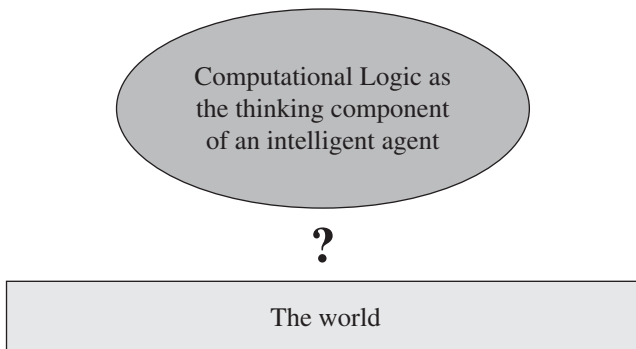 Computational Logic as
the thinking component
of an intelligent agent
?
The world